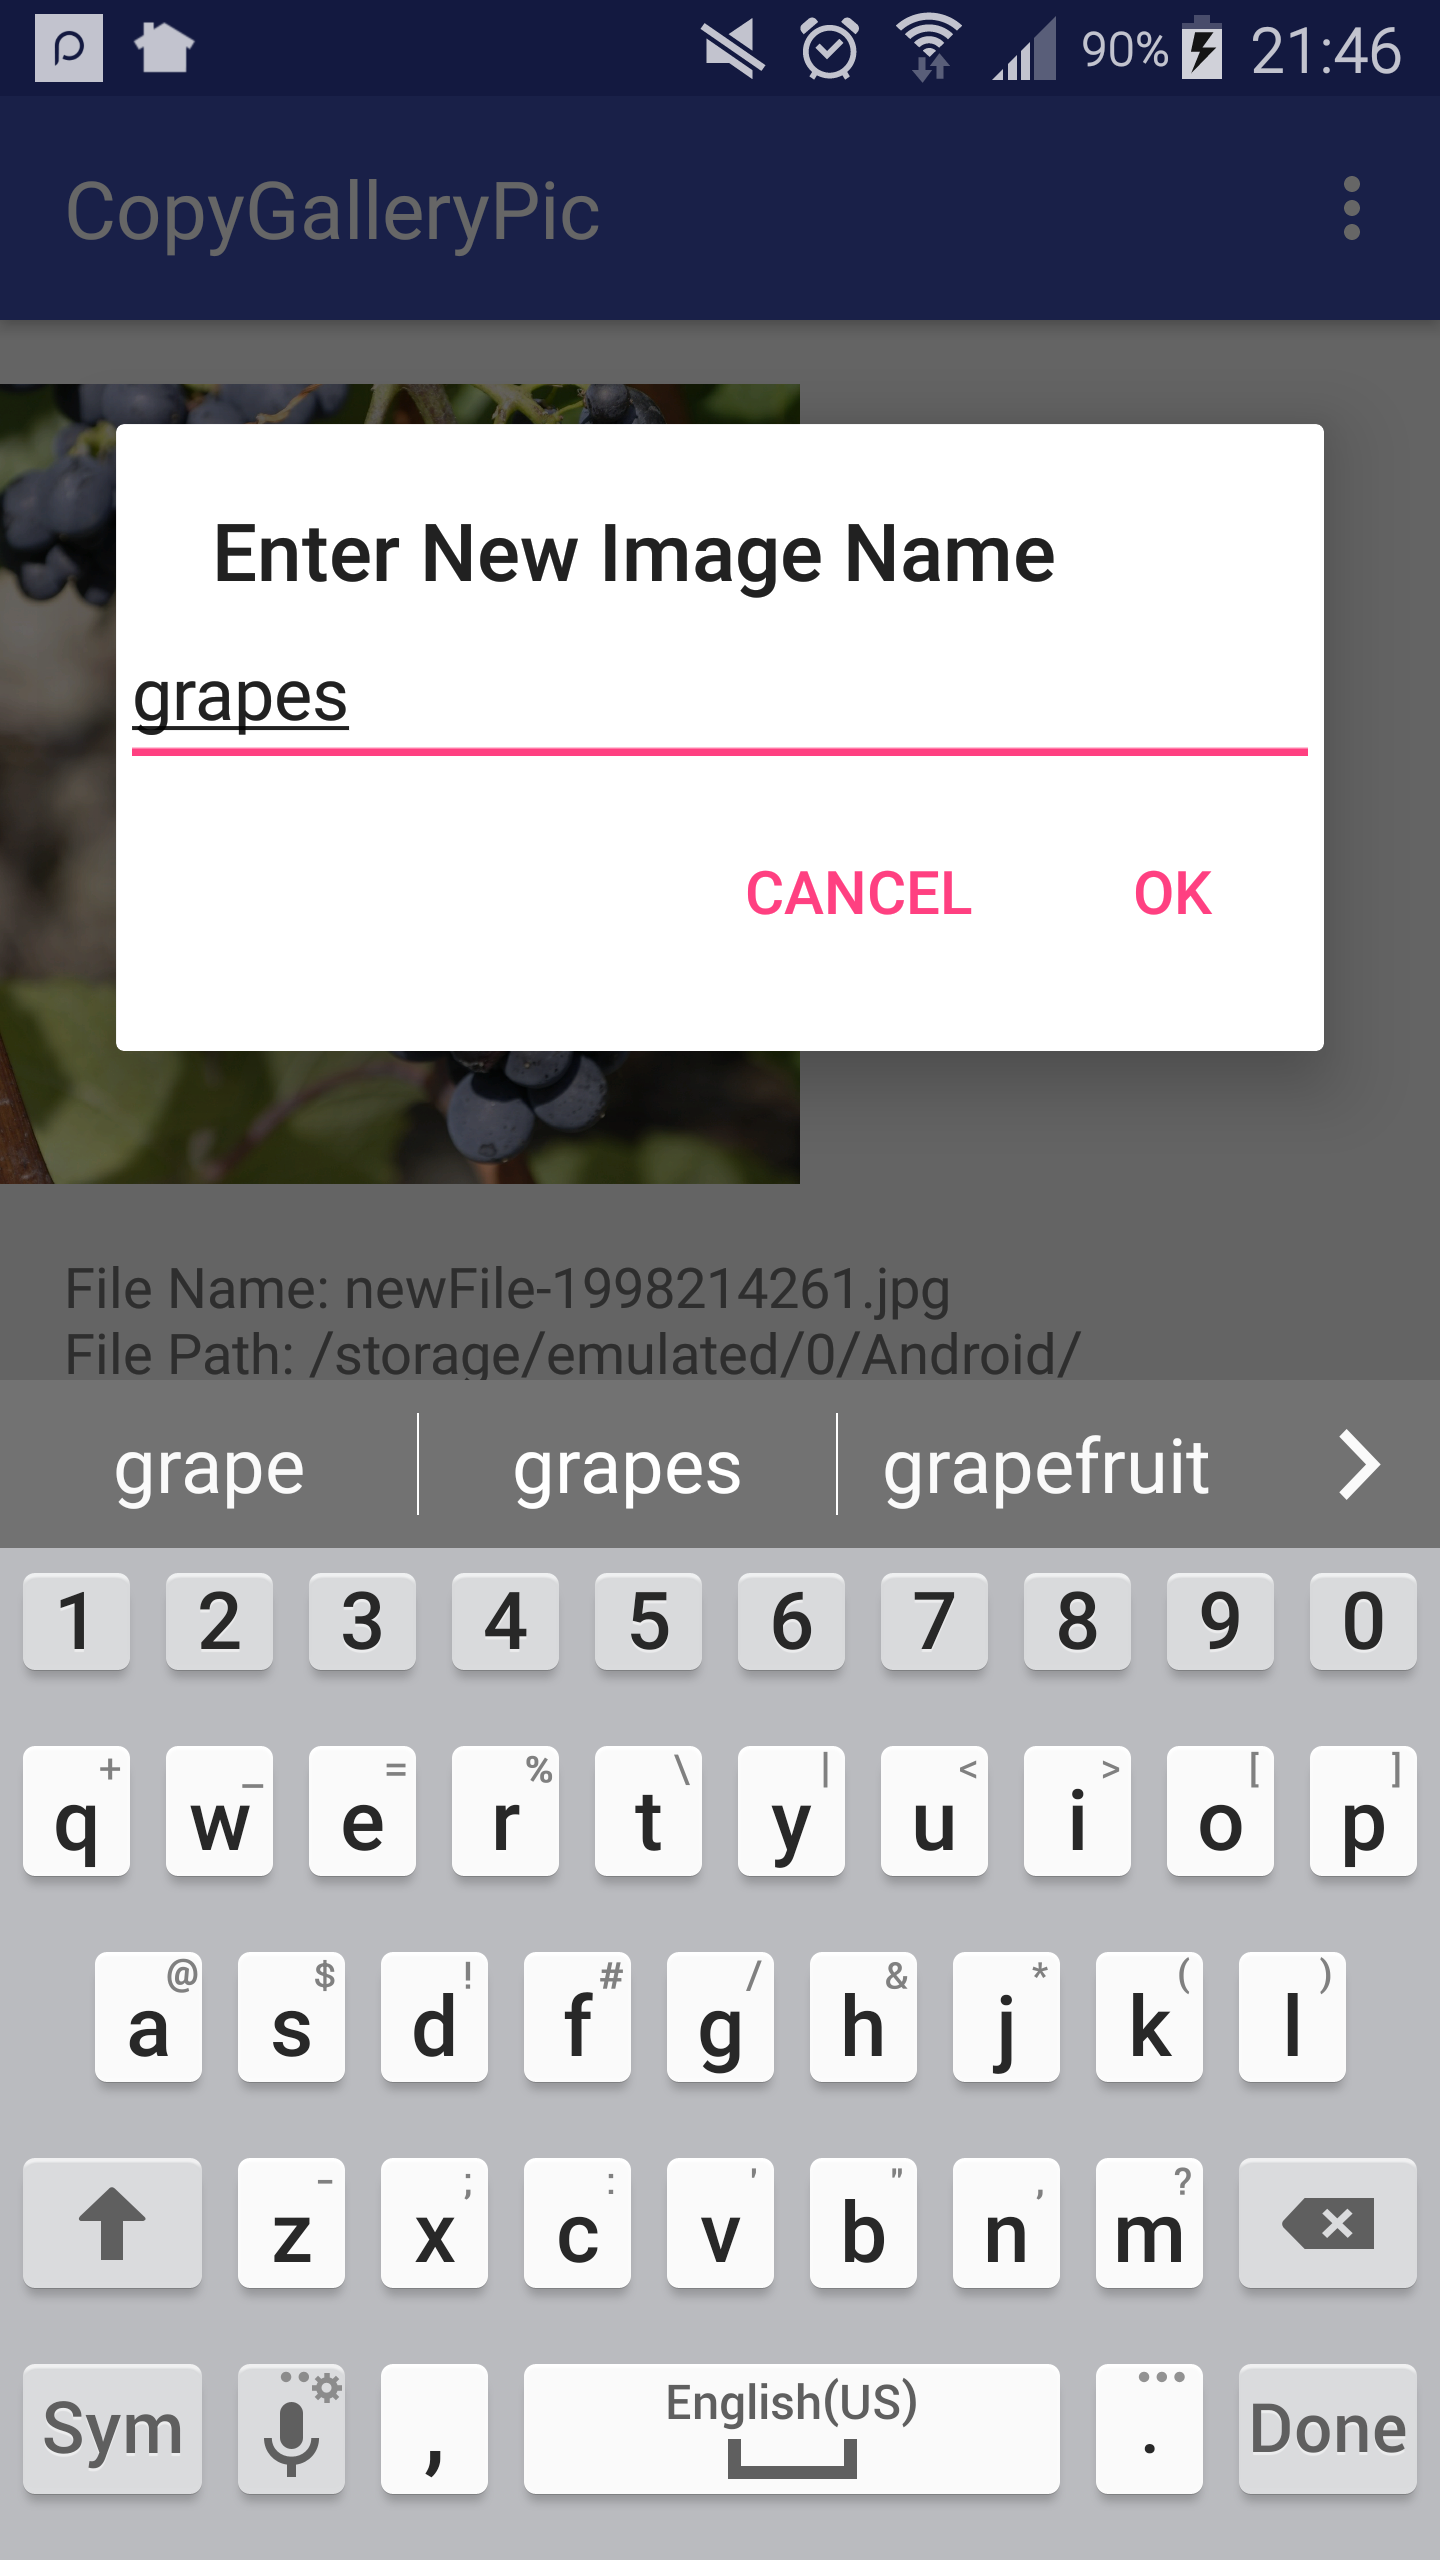 90% 21:46
CopyGalleryPic
Enter New Image Name
grapes
CANCEL OK
File Name: newFile-1998214261.jpg
File Path: /storage/emulated/0/Android/
grape grapes grapefruit
1 2 3 4 5 6 7 8 9 0
+ _ = % \ | < > [ ]
q w e r t y u i o p
@ $ ! # / & * ( )
a s d f g h j k l
- ; : ' " , ?
z x c v b n m
Sym , English(US) . Done